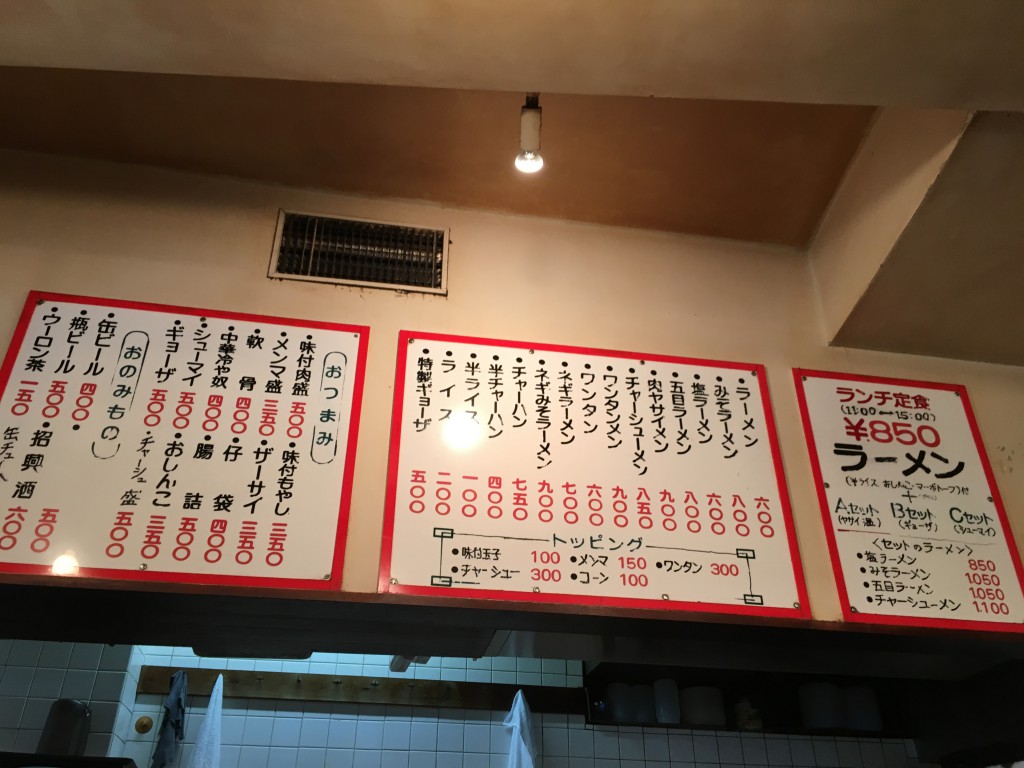 おつまみ
●味付肉盛 五〇〇 ●味付もやし 三五〇
●メンマ盛 三五〇 ●ザーサイ 三五〇
●軟骨 四〇〇 ●仔袋 四〇〇
●中華冷や奴 四〇〇 ●腸詰 五〇〇
●シューマイ 五〇〇 ●おしんこ 三五〇
●ギョーザ 五〇〇 ●チャーシュー盛 五〇〇
おのみもの
●缶ビール 四〇〇
●瓶ビール 五〇〇 ●招興酒 五〇〇
●ウーロン茶 一五〇 缶チュー 六〇〇
●ラーメン 六〇〇
●みそラーメン 八〇〇
●塩ラーメン 六〇〇
●五目ラーメン 八〇〇
●肉ヤサイメン 九〇〇
●チャーシューメン 八五〇
●ワンタンメン 九〇〇
●ワンタン 六〇〇
●ネギラーメン 七〇〇
●ネギみそラーメン 九〇〇
●チャーハン 七五〇
●半チャーハン 四〇〇
●半ライス 一〇〇
●ライス 二〇〇
●特製ギョーザ 五〇〇
トッピング
●味付玉子 100 ●メンマ 150 ●ワンタン 300
●チャーシュー 300 ●コーン 100
ランチ定食
(11:00〜15:00)
¥850
ラーメン
+
Aセット Bセット Cセット
(ギョーザ) (シューマイ)
<セットのラーメン>
●塩ラーメン 850
●みそラーメン 1050
●五目ラーメン 1050
●チャーシューメン 1100